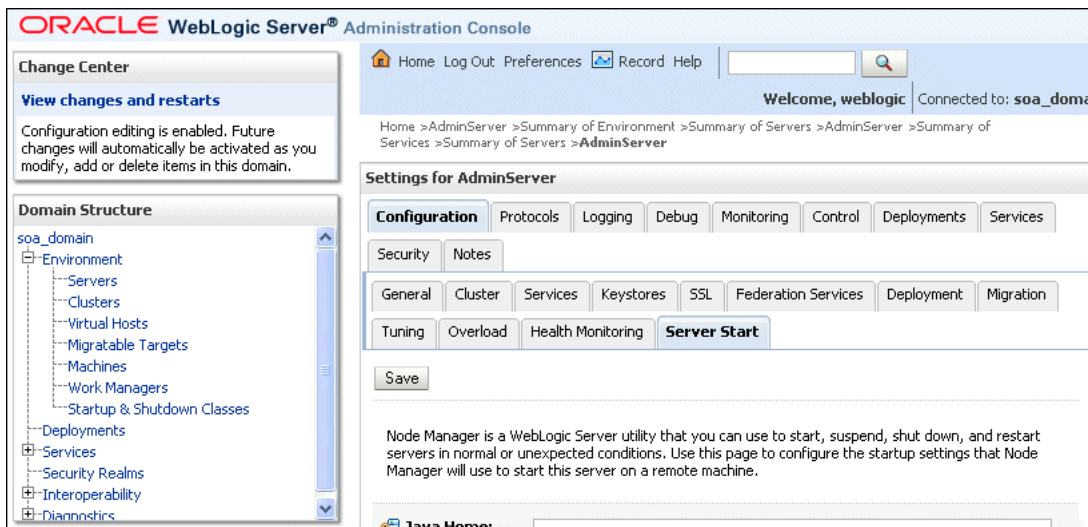 ORACLE WebLogic Server® Administration Console
Change Center
View changes and restarts
Configuration editing is enabled. Future
changes will automatically be activated as you
modify, add or delete items in this domain.
Domain Structure
soa_domain
Environment
Servers
Clusters
Virtual Hosts
Migratable Targets
Machines
Work Managers
Startup & Shutdown Classes
Deployments
Services
Security Realms
Interoperability
Diagnostics
Home Log Out Preferences Record Help
Welcome, weblogic Connected to: soa_doma
Home >AdminServer >Summary of Environment >Summary of Servers >AdminServer >Summary of
Services >Summary of Servers >AdminServer
Settings for AdminServer
Configuration Protocols Logging Debug Monitoring Control Deployments Services
Security Notes
General Cluster Services Keystores SSL Federation Services Deployment Migration
Tuning Overload Health Monitoring Server Start
Save
Node Manager is a WebLogic Server utility that you can use to start, suspend, shut down, and restart
servers in normal or unexpected conditions. Use this page to configure the startup settings that Node
Manager will use to start this server on a remote machine.
Java Home: